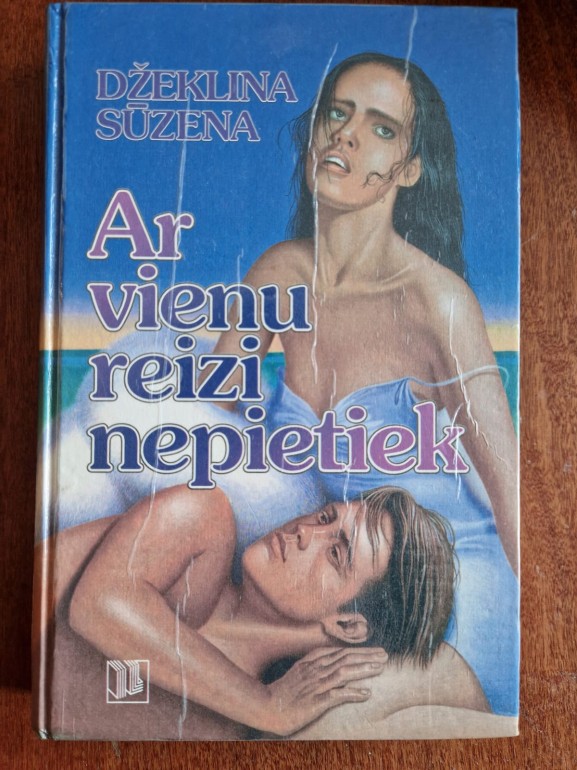 DŽEKLINA
SŪZENA
Ar
vienu
reizi
nepietiek